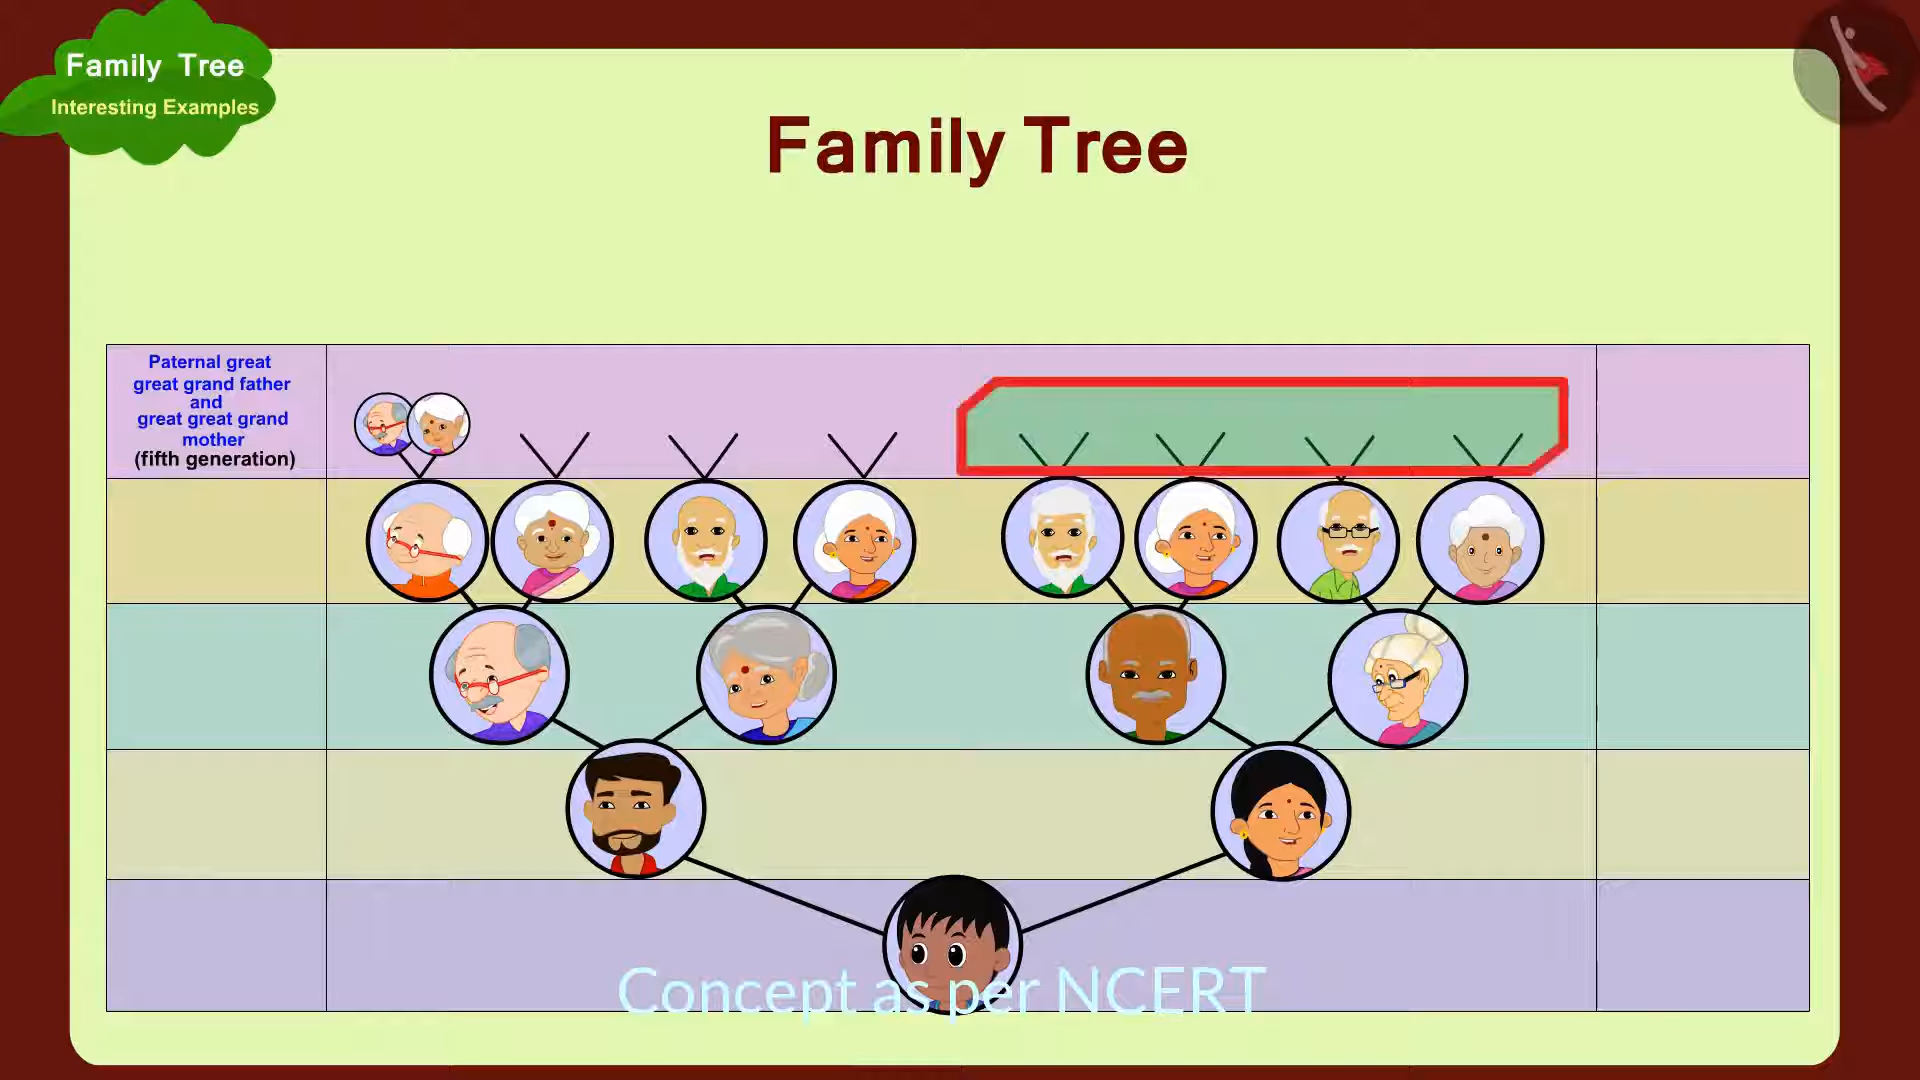 Family Tree
Interesting Examples
Family Tree
Paternal great
great grand father
and
great great grand
mother
(fifth generation)
Concept as per NCERT